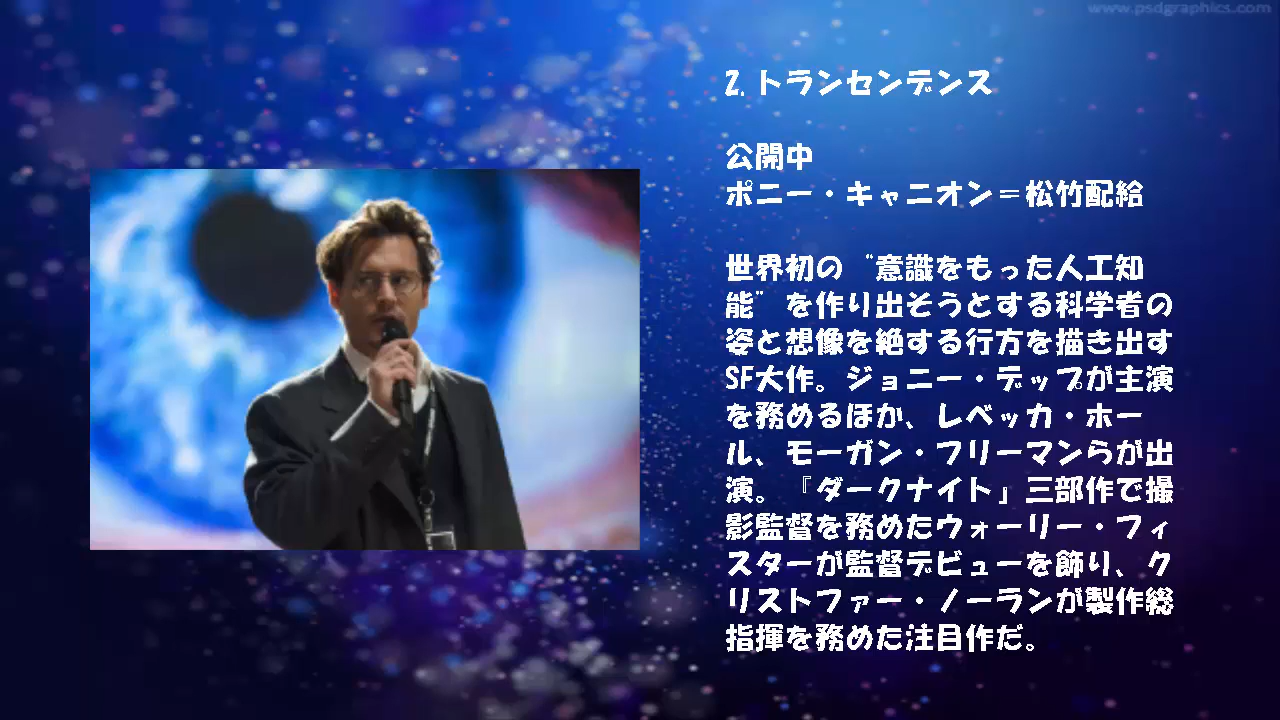 www.psdgraphics.com
2. トランセンデンス
公開中
ポニー・キャニオン＝松竹配給
世界初の“意識をもった人工知
能”を作り出そうとする科学者の
姿と想像を絶する行方を描き出す
SF大作。ジョニー・デップが主演
を務めるほか、レベッカ・ホー
ル、モーガン・フリーマンらが出
演。『ダークナイト』三部作で撮
影監督を務めたウォーリー・フィ
スターが監督デビューを飾り、ク
リストファー・ノーランが製作総
指揮を務めた注目作だ。